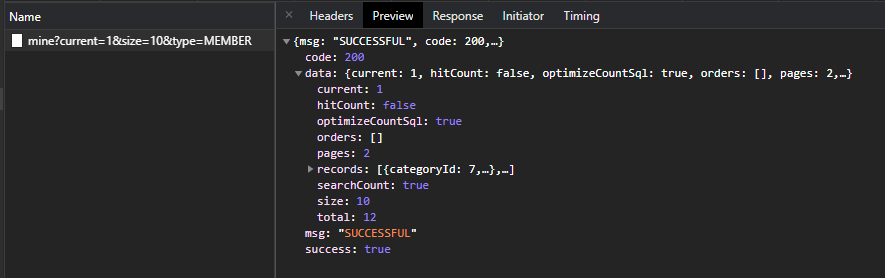 Name
mine?current=1&size=10&type=MEMBER
× Headers Preview Response Initiator Timing
▼{msg: "SUCCESSFUL", code: 200,…}
code: 200
▼data: {current: 1, hitCount: false, optimizeCountSql: true, orders: [], pages: 2,…}
current: 1
hitCount: false
optimizeCountSql: true
orders: []
pages: 2
▶records: [{categoryId: 7,…},…]
searchCount: true
size: 10
total: 12
msg: "SUCCESSFUL"
success: true